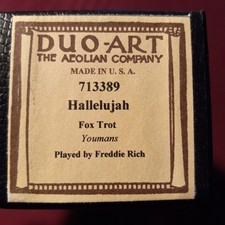 DUO-ART
THE AEOLIAN COMPANY
MADE IN U. S. A.
713389
Hallelujah
Fox Trot
Youmans
Played by Freddie Rich